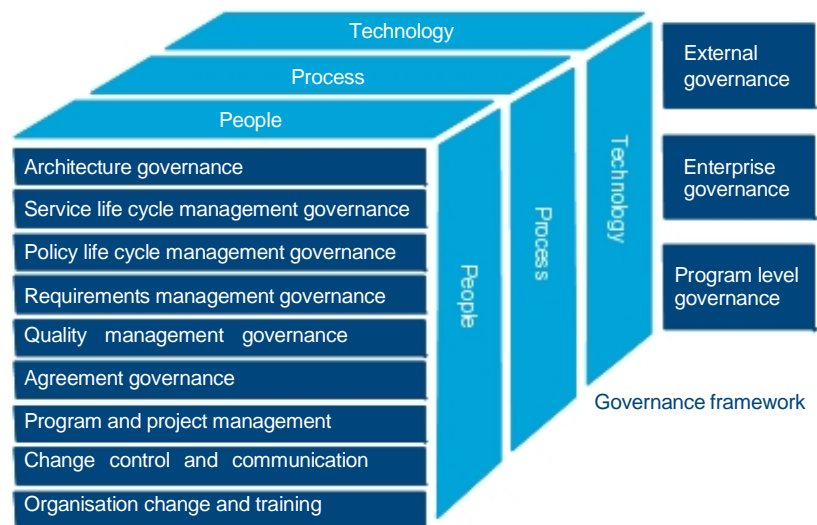 Technology
Process
People
Architecture governance
Service life cycle management governance
Policy life cycle management governance
Requirements management governance
Quality management governance
Agreement governance
Program and project management
Change control and communication
Organisation change and training
People
Process
Technology
External
governance
Enterprise
governance
Program level
governance
Governance framework